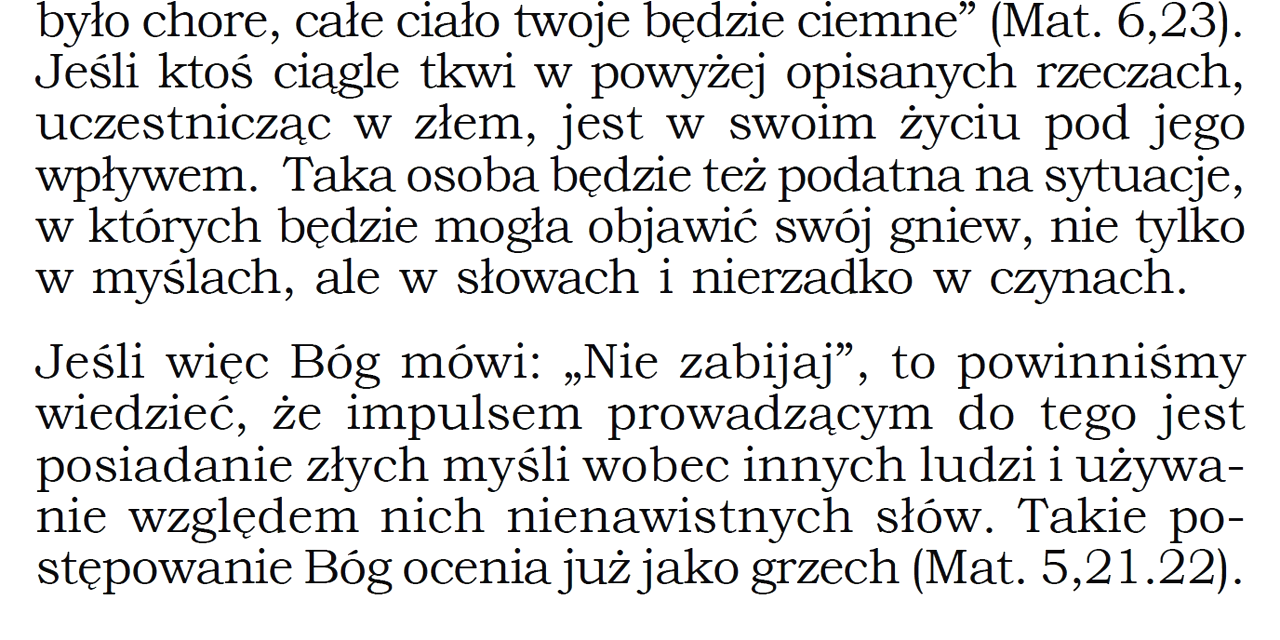 było chore, całe ciało twoje będzie ciemne” (Mat. 6,23).
Jeśli ktoś ciągle tkwi w powyżej opisanych rzeczach,
uczestnicząc w złem, jest w swoim życiu pod jego
wpływem. Taka osoba będzie też podatna na sytuacje,
w których będzie mogła objawić swój gniew, nie tylko
w myślach, ale w słowach i nierzadko w czynach.
Jeśli więc Bóg mówi: „Nie zabijaj”, to powinniśmy
wiedzieć, że impulsem prowadzącym do tego jest
posiadanie złych myśli wobec innych ludzi i używa-
nie względem nich nienawistnych słów. Takie po-
stępowanie Bóg ocenia już jako grzech (Mat. 5,21.22).